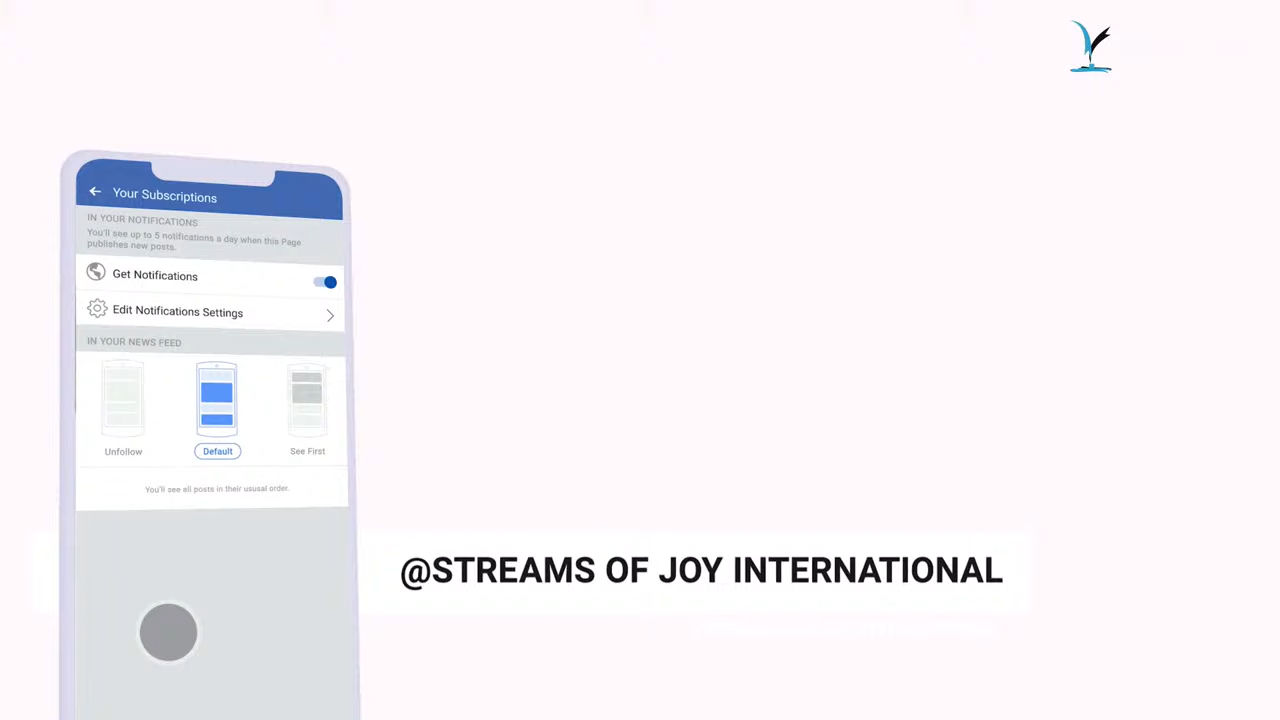 Your Subscriptions
IN YOUR NOTIFICATIONS
You'll see up to 5 notifications a day when this Page
publishes new posts.
Get Notifications
Edit Notifications Settings
IN YOUR NEWS FEED
Unfollow
Default
See First
You'll see all posts in their ususal order.
@STREAMS OF JOY INTERNATIONAL